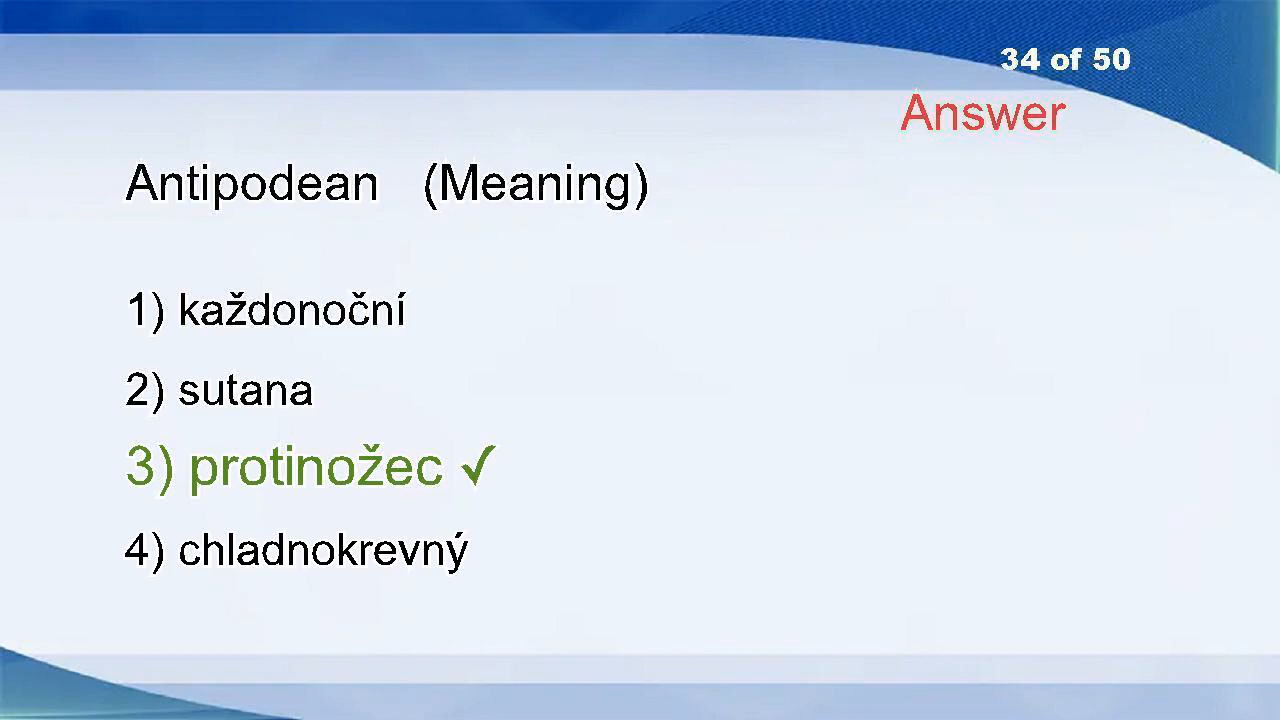 34 of 50
Answer
Antipodean (Meaning)
1) každonoční
2) sutana
3) protinožec ✓
4) chladnokrevný